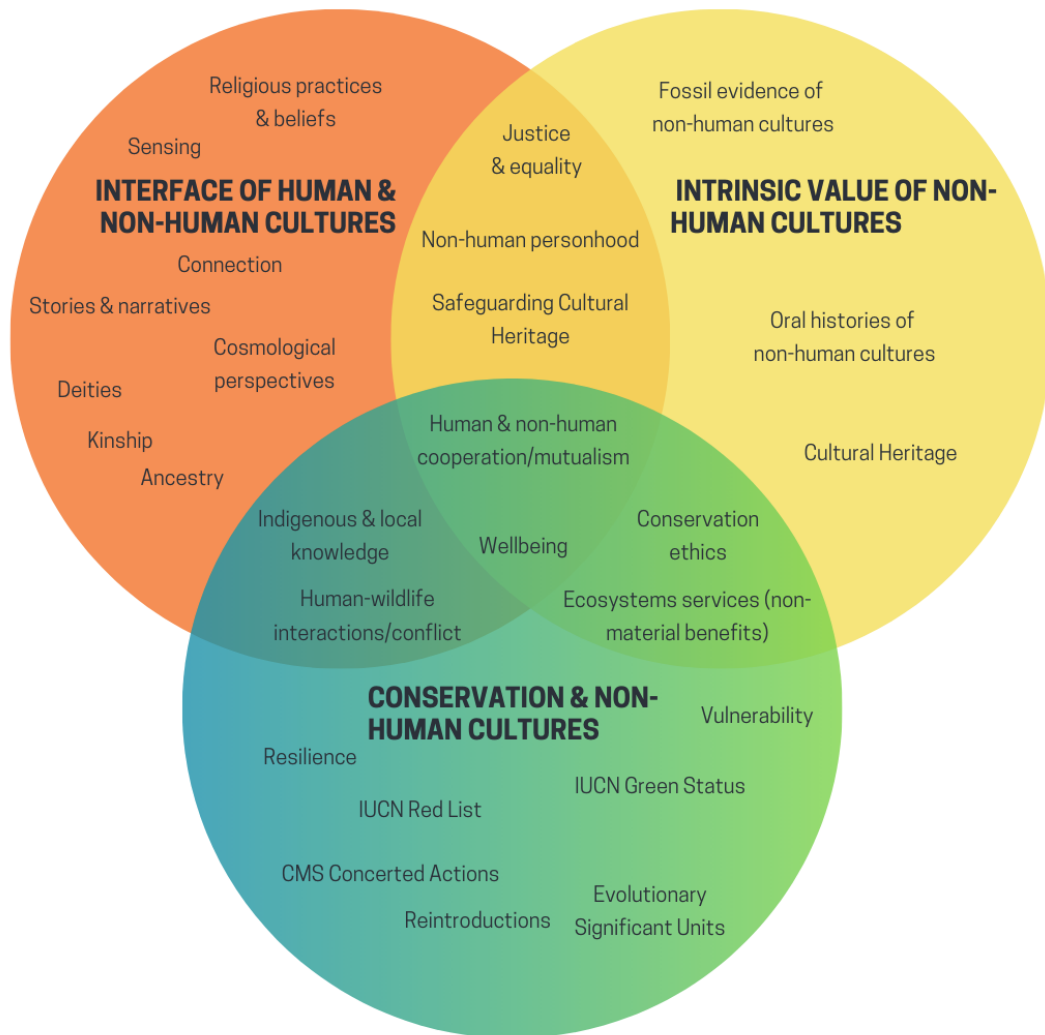 Religious practices
& beliefs
Sensing
INTERFACE OF HUMAN &
NON-HUMAN CULTURES
Connection
Stories & narratives
Cosmological
perspectives
Deities
Kinship
Ancestry
Justice
& equality
Non-human personhood
Safeguarding Cultural
Heritage
Fossil evidence of
non-human cultures
INTRINSIC VALUE OF NON-
HUMAN CULTURES
Oral histories of
non-human cultures
Cultural Heritage
Human & non-human
cooperation/mutualism
Wellbeing
Indigenous & local
knowledge
Human-wildlife
interactions/conflict
Conservation
ethics
Ecosystems services (non-
material benefits)
CONSERVATION & NON-
HUMAN CULTURES
Vulnerability
Resilience
IUCN Green Status
IUCN Red List
CMS Concerted Actions
Reintroductions
Evolutionary
Significant Units